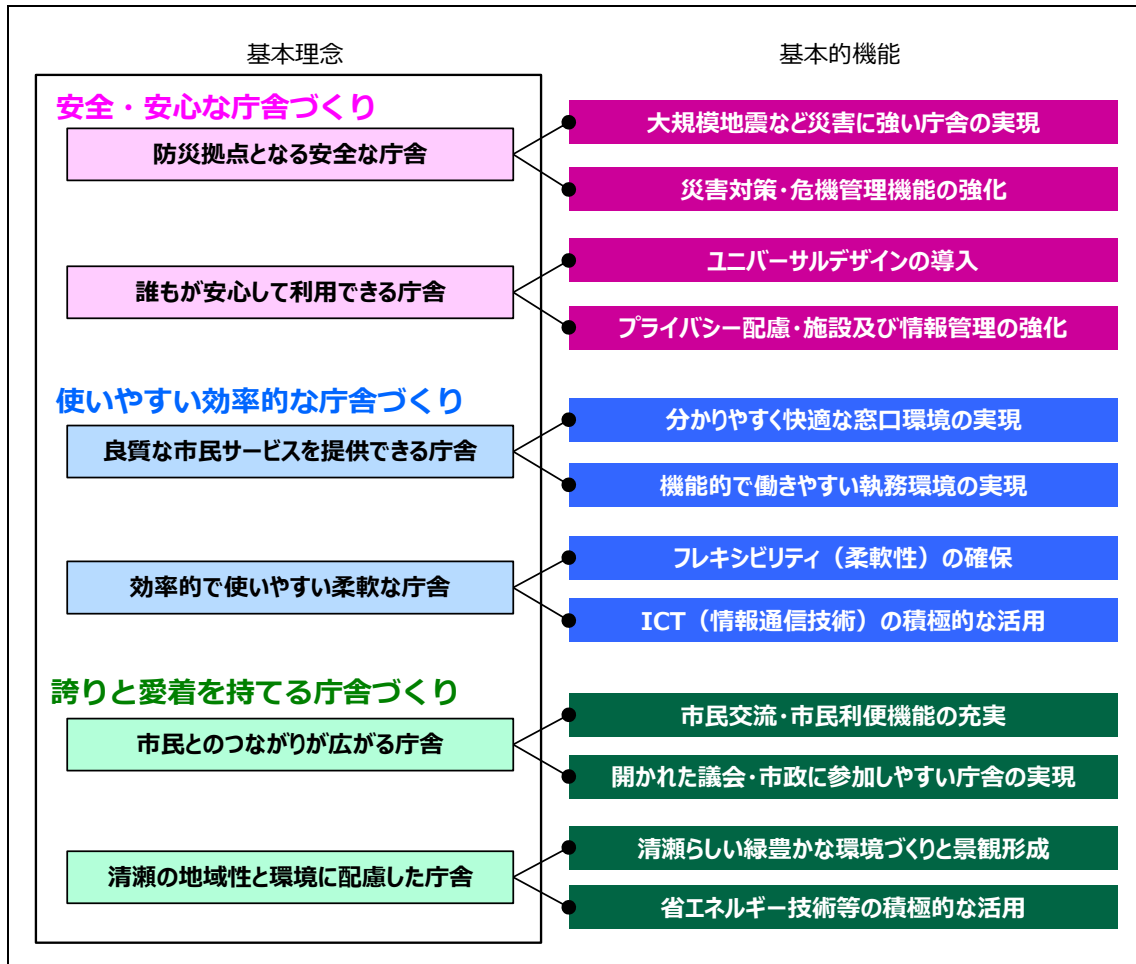 基本理念
基本的機能
安全・安心な庁舎づくり
防災拠点となる安全な庁舎
大規模地震など災害に強い庁舎の実現
災害対策・危機管理機能の強化
誰もが安心して利用できる庁舎
ユニバーサルデザインの導入
プライバシー配慮・施設及び情報管理の強化
使いやすい効率的な庁舎づくり
良質な市民サービスを提供できる庁舎
分かりやすく快適な窓口環境の実現
機能的で働きやすい執務環境の実現
効率的で使いやすい柔軟な庁舎
フレキシビリティ（柔軟性）の確保
ICT（情報通信技術）の積極的な活用
誇りと愛着を持てる庁舎づくり
市民とのつながりが広がる庁舎
市民交流・市民利便機能の充実
開かれた議会・市政に参加しやすい庁舎の実現
清瀬の地域性と環境に配慮した庁舎
清瀬らしい緑豊かな環境づくりと景観形成
省エネルギー技術等の積極的な活用